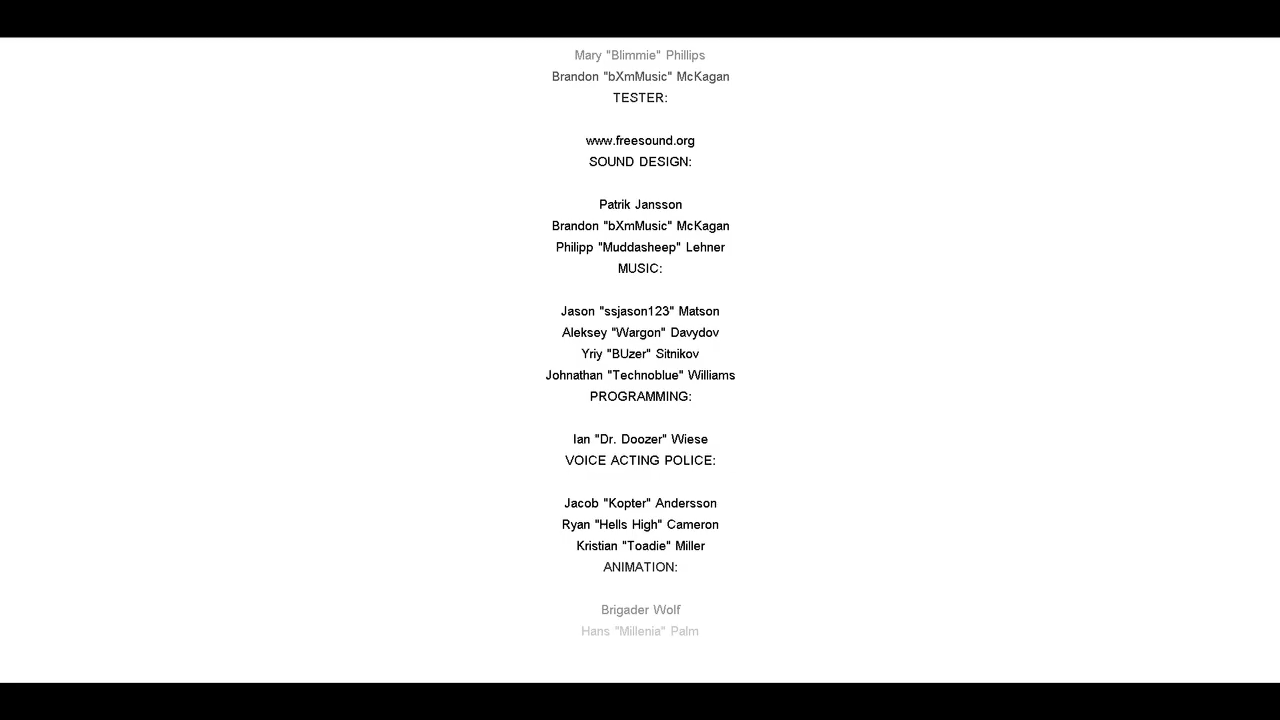 Mary "Blimmie" Phillips
Brandon "bXmMusic" McKagan
TESTER:
www.freesound.org
SOUND DESIGN:
Patrik Jansson
Brandon "bXmMusic" McKagan
Philipp "Muddasheep" Lehner
MUSIC:
Jason "ssjason123" Matson
Aleksey "Wargon" Davydov
Yriy "BUzer" Sitnikov
Johnathan "Technoblue" Williams
PROGRAMMING:
Ian "Dr. Doozer" Wiese
VOICE ACTING POLICE:
Jacob "Kopter" Andersson
Ryan "Hells High" Cameron
Kristian "Toadie" Miller
ANIMATION:
Brigader Wolf
Hans "Millenia" Palm